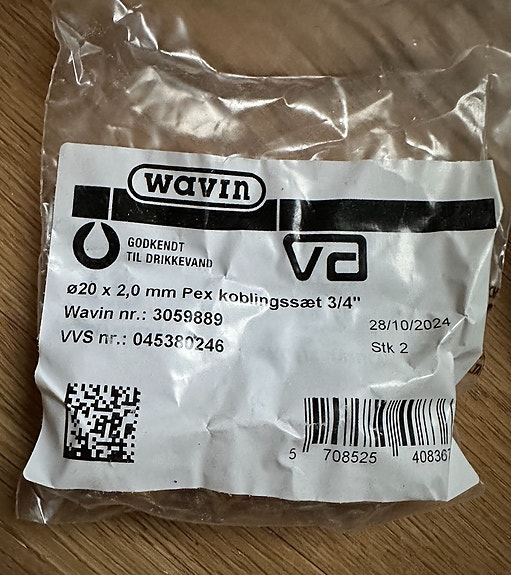 wavin
GODKENDT
TIL DRIKKEVAND
VA
ø20 x 2,0 mm Pex koblingssæt 3/4"
Wavin nr.: 3059889
28/10/2024
VVS nr.: 045380246
Stk 2
5 708525 408367